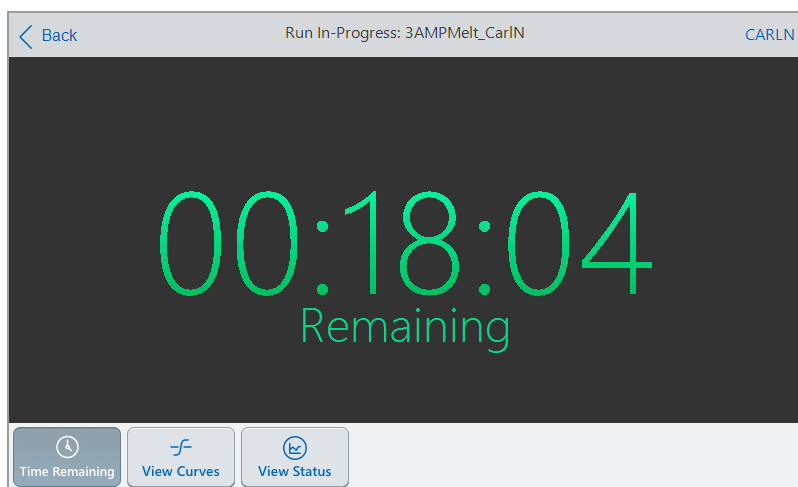 Back
Run In-Progress: 3AMPMelt_CarlN
CARLN
00:18:04
Remaining
Time Remaining
View Curves
View Status